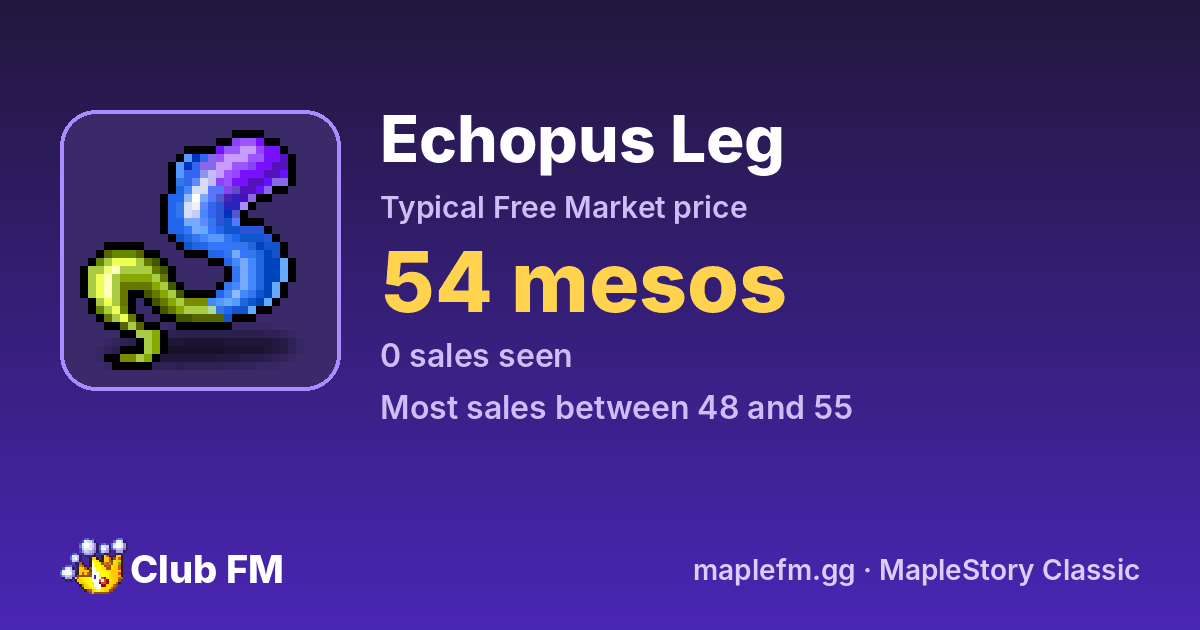 Echopus Leg
Typical Free Market price
54 mesos
0 sales seen
Most sales between 48 and 55
Club FM
maplefm.gg · MapleStory Classic